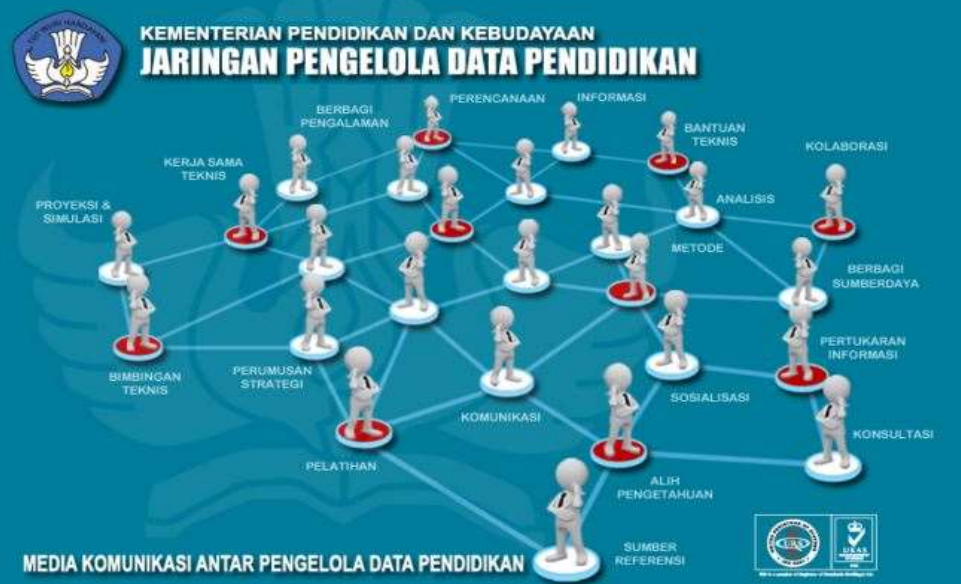 TUT WURI HANDAYANI
KEMENTERIAN PENDIDIKAN DAN KEBUDAYAAN
JARINGAN PENGELOLA DATA PENDIDIKAN
PERENCANAAN
INFORMASI
BERBAGI
PENGALAMAN
BANTUAN
TEKNIS
KOLABORASI
KERJA SAMA
TEKNIS
PROYEKSI &
SIMULASI
ANALISIS
METODE
BERBAGI
SUMBERDAYA
PERTUKARAN
INFORMASI
BIMBINGAN
TEKNIS
PERUMUSAN
STRATEGI
KOMUNIKASI
SOSIALISASI
KONSULTASI
PELATIHAN
ALIH
PENGETAHUAN
SUMBER
REFERENSI
MEDIA KOMUNIKASI ANTAR PENGELOLA DATA PENDIDIKAN
URS
UKAS